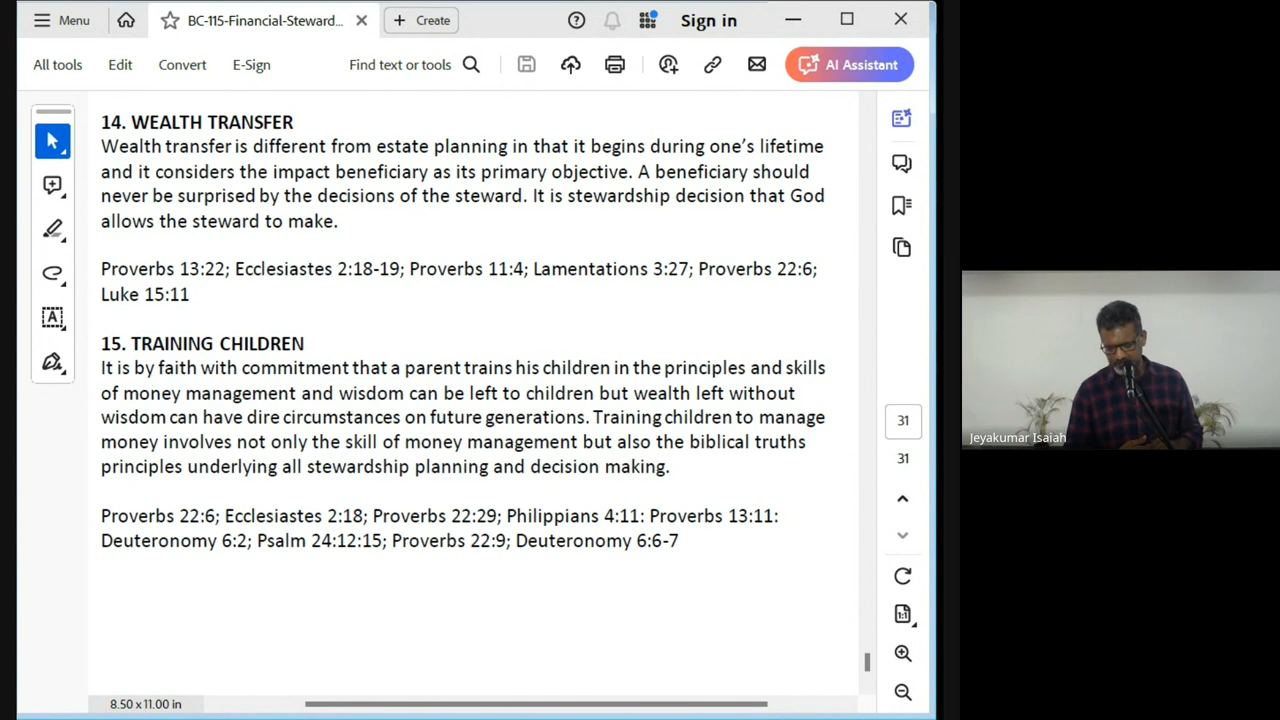 Menu
BC-115-Financial-Steward...
Create
Sign in
All tools
Edit
Convert
E-Sign
Find text or tools
AI Assistant
14. WEALTH TRANSFER
Wealth transfer is different from estate planning in that it begins during one’s lifetime
and it considers the impact beneficiary as its primary objective. A beneficiary should
never be surprised by the decisions of the steward. It is stewardship decision that God
allows the steward to make.
Proverbs 13:22; Ecclesiastes 2:18-19; Proverbs 11:4; Lamentations 3:27; Proverbs 22:6;
Luke 15:11
15. TRAINING CHILDREN
It is by faith with commitment that a parent trains his children in the principles and skills
of money management and wisdom can be left to children but wealth left without
wisdom can have dire circumstances on future generations. Training children to manage
money involves not only the skill of money management but also the biblical truths
principles underlying all stewardship planning and decision making.
Proverbs 22:6; Ecclesiastes 2:18; Proverbs 22:29; Philippians 4:11: Proverbs 13:11:
Deuteronomy 6:2; Psalm 24:12:15; Proverbs 22:9; Deuteronomy 6:6-7
31
31
8.50 x 11.00 in
Jeyakumar Isaiah